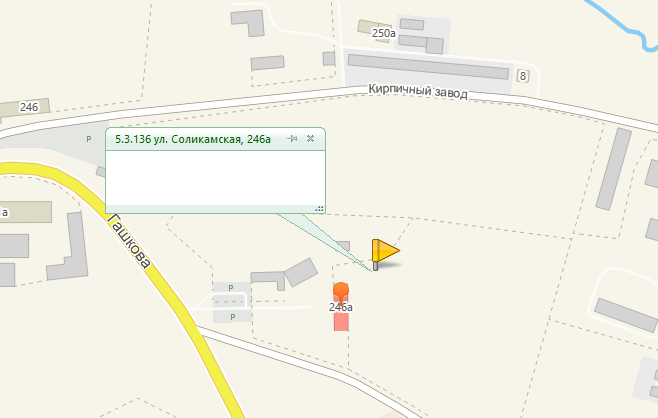 250а
8
Кирпичный завод
246
P
5.3.136 ул. Соликамская, 246а
а
Гашкова
P
246а
P